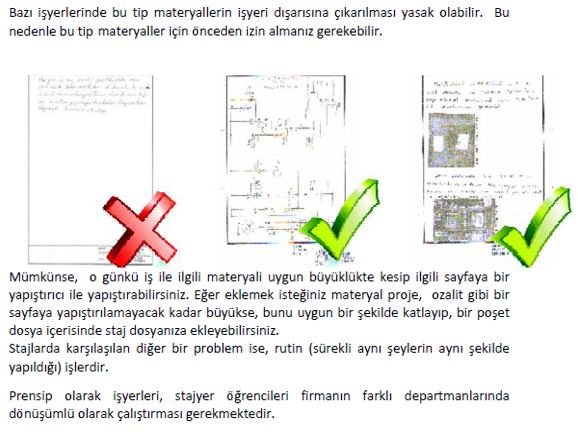 Bazı işyerlerinde bu tip materyallerin işyeri dışarısına çıkarılması yasak olabilir. Bu
nedenle bu tip materyaller için önceden izin almanız gerekebilir.
Mümkünse, o günkü iş ile ilgili materyali uygun büyüklükte kesip ilgili sayfaya bir
yapıştırıcı ile yapıştırabilirsiniz. Eğer eklemek isteğiniz materyal proje, ozalit gibi bir
sayfaya yapıştırılamayacak kadar büyükse, bunu uygun bir şekilde katlayıp, bir poşet
dosya içerisinde staj dosyanıza ekleyebilirsiniz.
Stajlarda karşılaşılan diğer bir problem ise, rutin (sürekli aynı şeylerin aynı şekilde
yapıldığı) işlerdir.
Prensip olarak işyerleri, stajyer öğrencileri firmanın farklı departmanlarında
dönüşümlü olarak çalıştırması gerekmektedir.